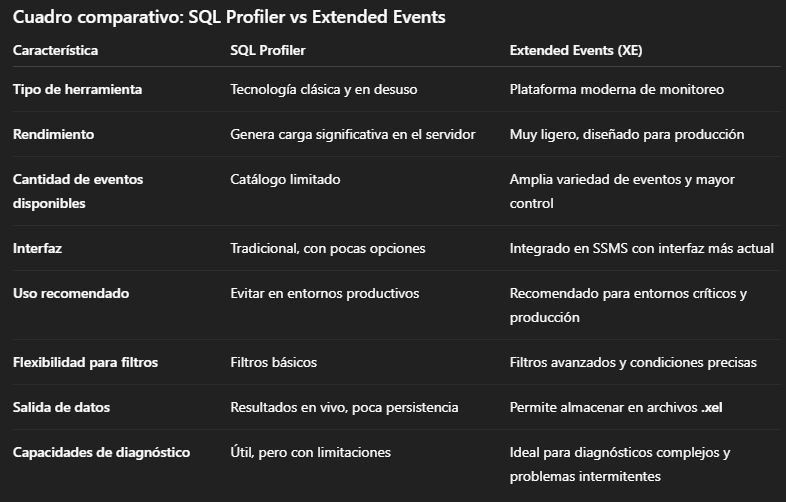 Cuadro comparativo: SQL Profiler vs Extended Events
Característica SQL Profiler Extended Events (XE)
Tipo de herramienta Tecnología clásica y en desuso Plataforma moderna de monitoreo
Rendimiento Genera carga significativa en el servidor Muy ligero, diseñado para producción
Cantidad de eventos Catálogo limitado Amplia variedad de eventos y mayor
disponibles control
Interfaz Tradicional, con pocas opciones Integrado en SSMS con interfaz más actual
Uso recomendado Evitar en entornos productivos Recomendado para entornos críticos y
producción
Flexibilidad para filtros Filtros básicos Filtros avanzados y condiciones precisas
Salida de datos Resultados en vivo, poca persistencia Permite almacenar en archivos .xel
Capacidades de diagnóstico Útil, pero con limitaciones Ideal para diagnósticos complejos y
problemas intermitentes